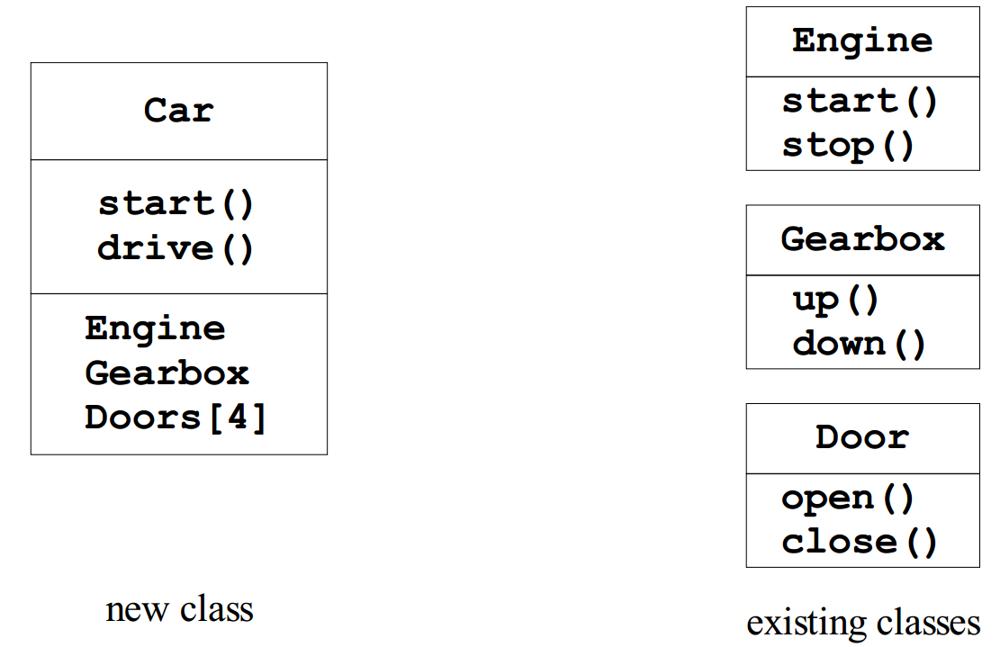 Car
start()
drive()
Engine
Gearbox
Doors[4]
new class
Engine
start()
stop()
Gearbox
up()
down()
Door
open()
close()
existing classes